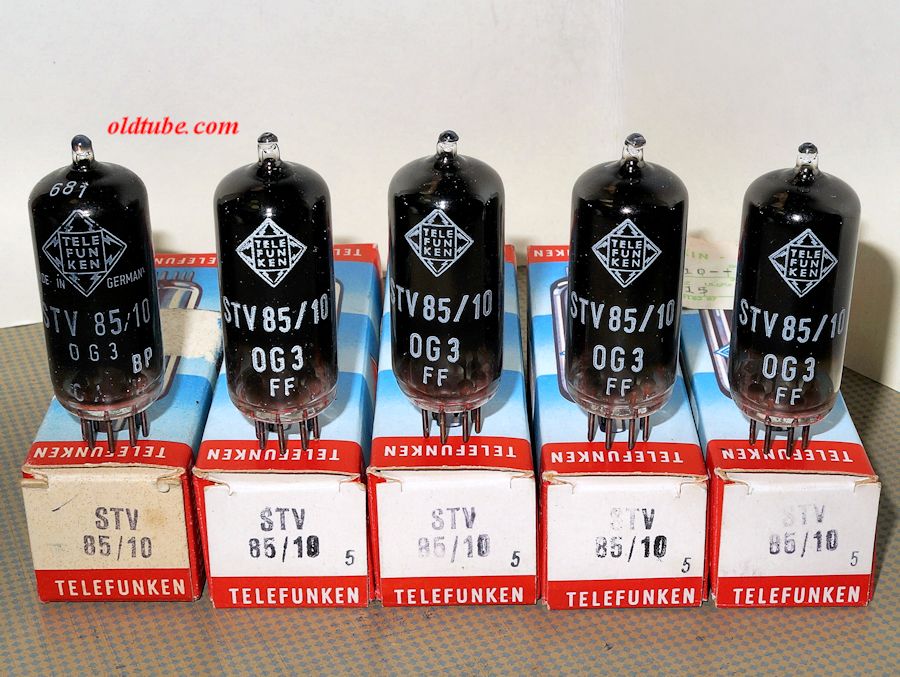 oldtube.com
681
TELE
FUN
KEN
MADE IN GERMANY
STV 85/10
OG3
BP
TELE
FUN
KEN
STV 85/10
OG3
FF
TELE
FUN
KEN
STV 85/10
OG3
FF
TELE
FUN
KEN
STV 85/10
OG3
FF
TELE
FUN
KEN
STV 85/10
OG3
FF
TELEFUNKEN
TELEFUNKEN
TELEFUNKEN
TELEFUNKEN
TELEFUNKEN
STV
85/10
TELEFUNKEN
STV
85/10
5
TELEFUNKEN
STV
85/10
5
TELEFUNKEN
STV
85/10
5
TELEFUNKEN
STV
85/10
5
TELEFUNKEN